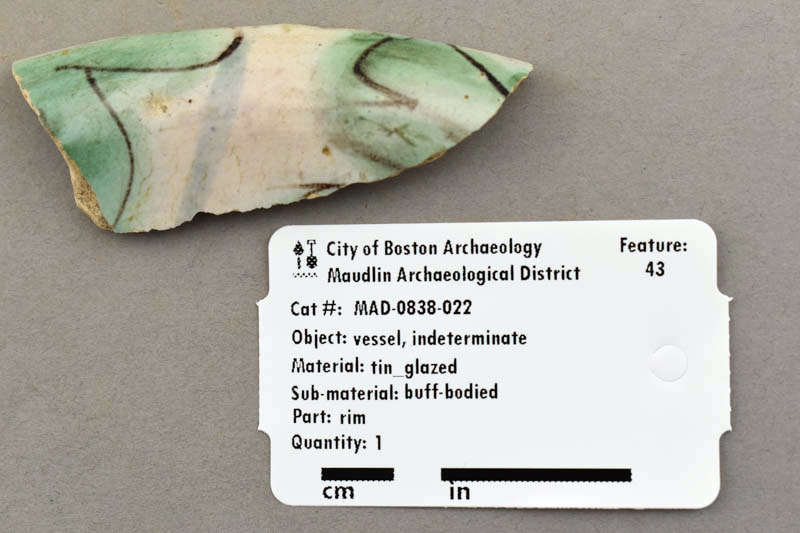 City of Boston Archaeology
Maudlin Archaeological District
Feature:
43
Cat #: MAD-0838-022
Object: vessel, indeterminate
Material: tin_glazed
Sub-material: buff-bodied
Part: rim
Quantity: 1
cm in